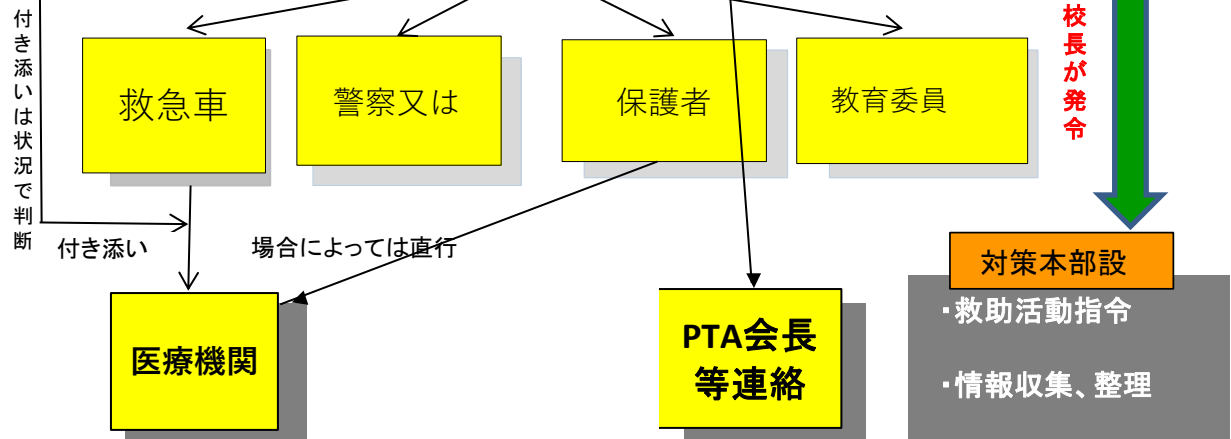 付き添いは状況で判断
校長が発令
救急車
警察又は
保護者
教育委員
付き添い
場合によっては直行
対策本部設
・救助活動指令
・情報収集、整理
医療機関
PTA会長
等連絡